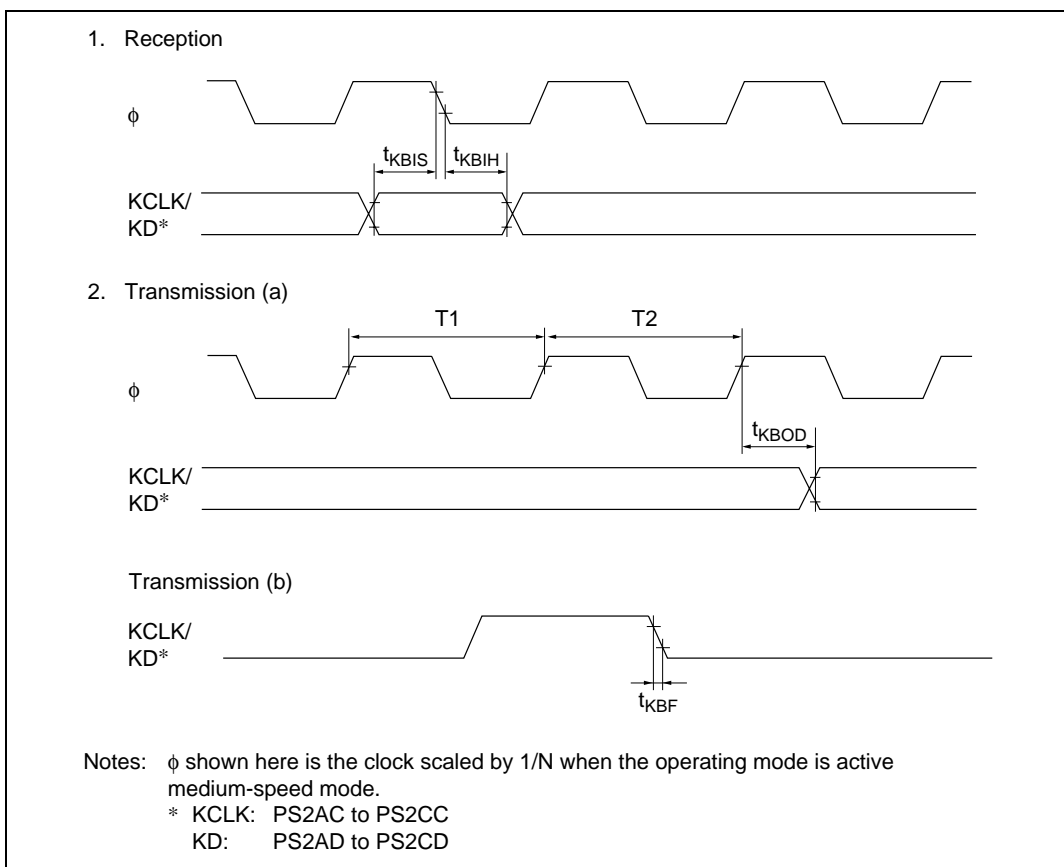 1. Reception
ϕ
tKBIS tKBIH
KCLK/
KD*
2. Transmission (a)
T1 T2
ϕ
tKBOD
KCLK/
KD*
Transmission (b)
KCLK/
KD*
tKBF
Notes: ϕ shown here is the clock scaled by 1/N when the operating mode is active
medium-speed mode.
* KCLK: PS2AC to PS2CC
KD: PS2AD to PS2CD